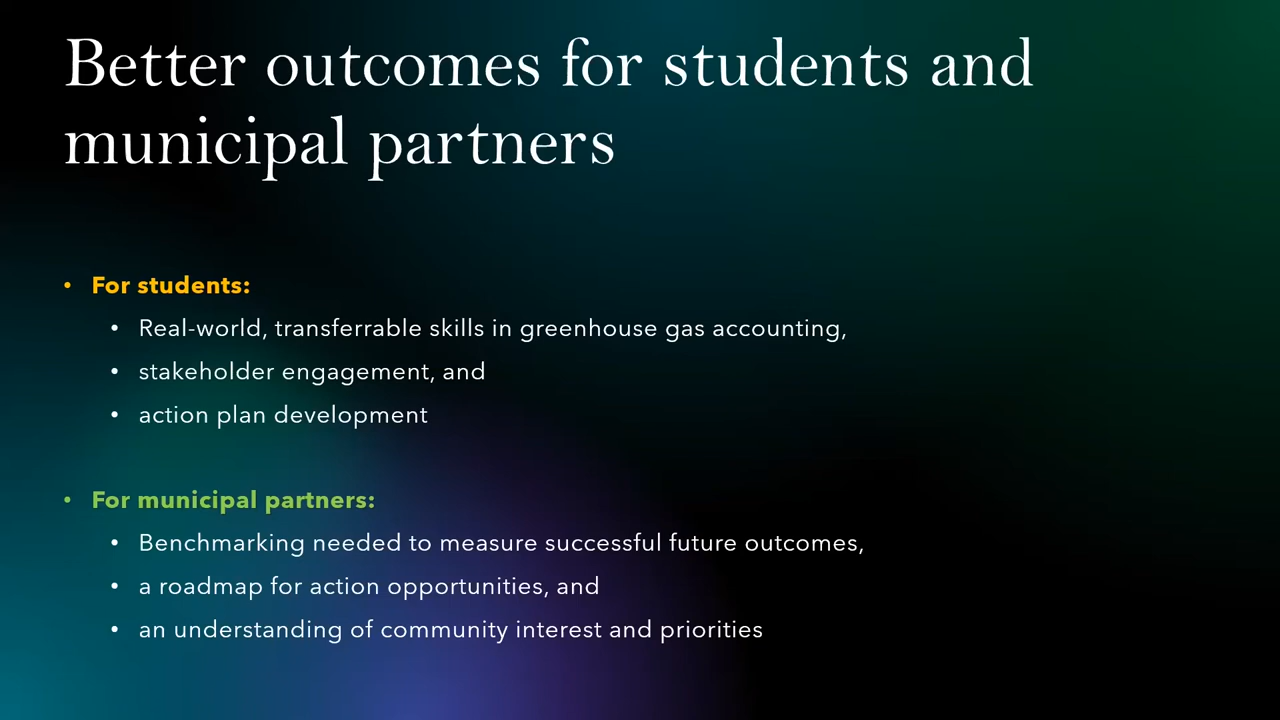 Better outcomes for students and
municipal partners
• For students:
• Real-world, transferrable skills in greenhouse gas accounting,
• stakeholder engagement, and
• action plan development
• For municipal partners:
• Benchmarking needed to measure successful future outcomes,
• a roadmap for action opportunities, and
• an understanding of community interest and priorities